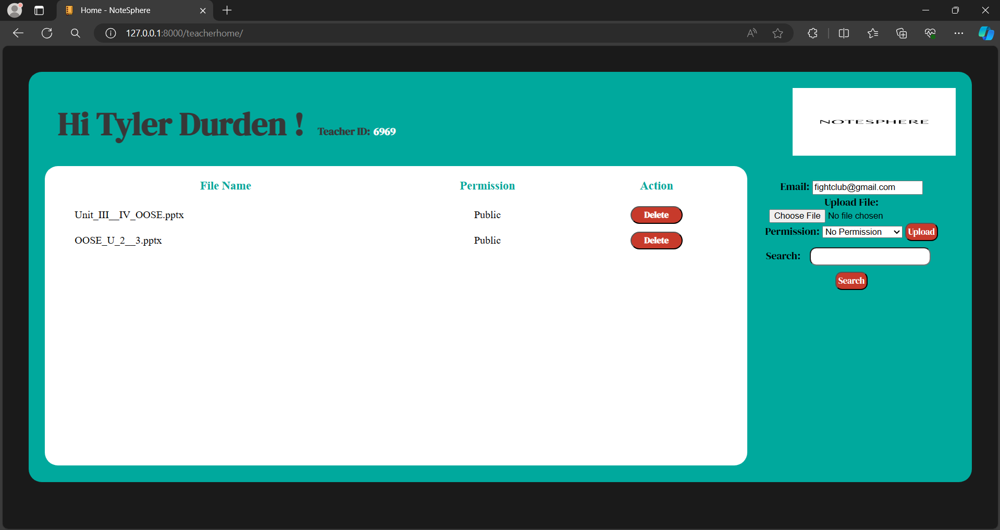 Home - NoteSphere
127.0.0.1:8000/teacherhome/
Hi Tyler Durden ! Teacher ID: 6969
NOTESPHERE
File Name Permission Action
Unit_III__IV_OOSE.pptx Public Delete
OOSE_U_2__3.pptx Public Delete
Email: fightclub@gmail.com
Upload File:
Choose File No file chosen
Permission: No Permission Upload
Search:
Search